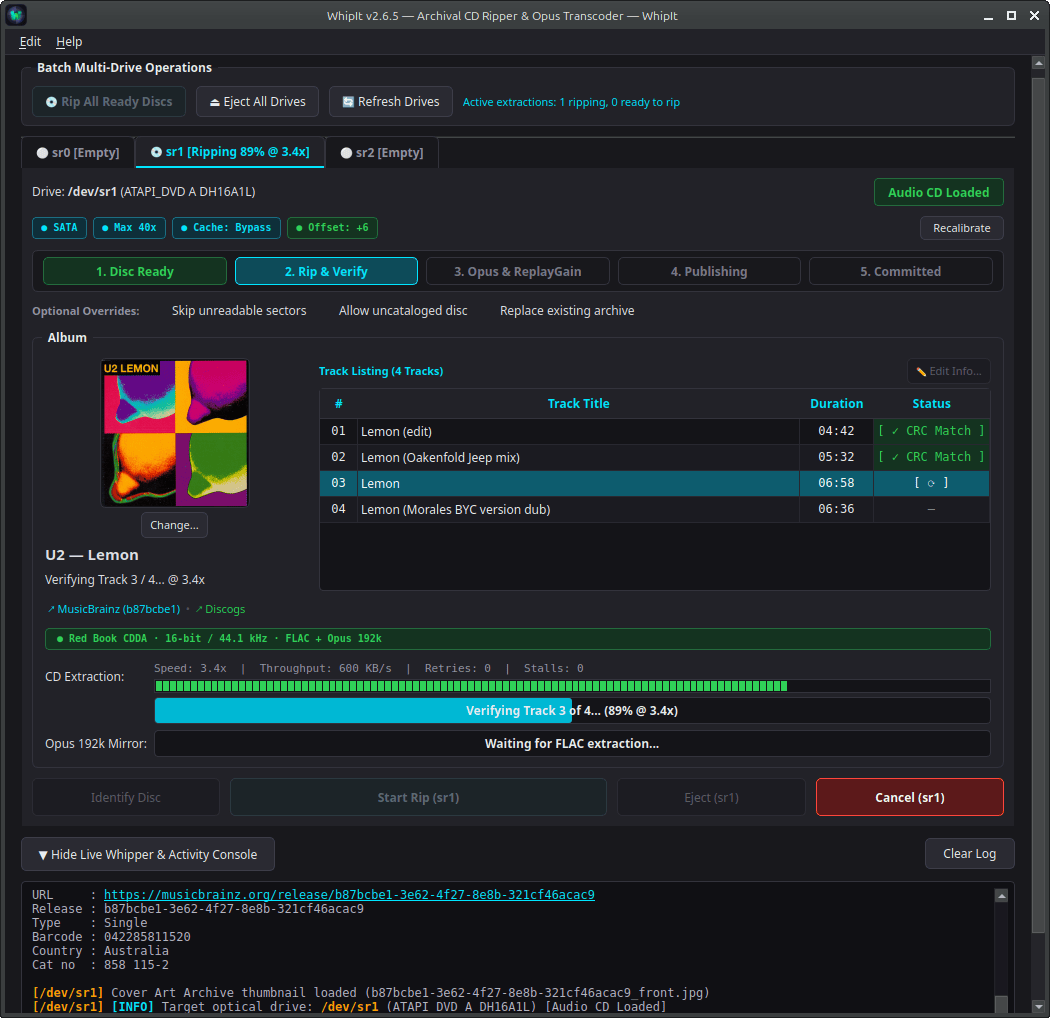 WhipIt v2.6.5 — Archival CD Ripper & Opus Transcoder — WhipIt
Edit Help
Batch Multi-Drive Operations
Rip All Ready Discs Eject All Drives Refresh Drives Active extractions: 1 ripping, 0 ready to rip
sr0 [Empty] sr1 [Ripping 89% @ 3.4x] sr2 [Empty]
Drive: /dev/sr1 (ATAPI_DVD A DH16A1L) Audio CD Loaded
● SATA ● Max 40x ● Cache: Bypass ● Offset: +6 Recalibrate
1. Disc Ready 2. Rip & Verify 3. Opus & ReplayGain 4. Publishing 5. Committed
Optional Overrides: Skip unreadable sectors Allow uncataloged disc Replace existing archive
Album
U2 LEMON
Change...
U2 — Lemon
Verifying Track 3 / 4... @ 3.4x
↗ MusicBrainz (b87bcbe1) · ↗ Discogs
Track Listing (4 Tracks) Edit Info...
# Track Title Duration Status
01 Lemon (edit) 04:42 [ ✓ CRC Match ]
02 Lemon (Oakenfold Jeep mix) 05:32 [ ✓ CRC Match ]
03 Lemon 06:58 [ ⟳ ]
04 Lemon (Morales BYC version dub) 06:36 —
● Red Book CDDA · 16-bit / 44.1 kHz · FLAC + Opus 192k
CD Extraction: Speed: 3.4x | Throughput: 600 KB/s | Retries: 0 | Stalls: 0
Verifying Track 3 of 4... (89% @ 3.4x)
Opus 192k Mirror: Waiting for FLAC extraction...
Identify Disc Start Rip (sr1) Eject (sr1) Cancel (sr1)
▼ Hide Live Whipper & Activity Console Clear Log
URL : https://musicbrainz.org/release/b87bcbe1-3e62-4f27-8e8b-321cf46acac9
Release : b87bcbe1-3e62-4f27-8e8b-321cf46acac9
Type : Single
Barcode : 042285811520
Country : Australia
Cat no : 858 115-2
[/dev/sr1] Cover Art Archive thumbnail loaded (b87bcbe1-3e62-4f27-8e8b-321cf46acac9_front.jpg)
[/dev/sr1] [INFO] Target optical drive: /dev/sr1 (ATAPI DVD A DH16A1L) [Audio CD Loaded]